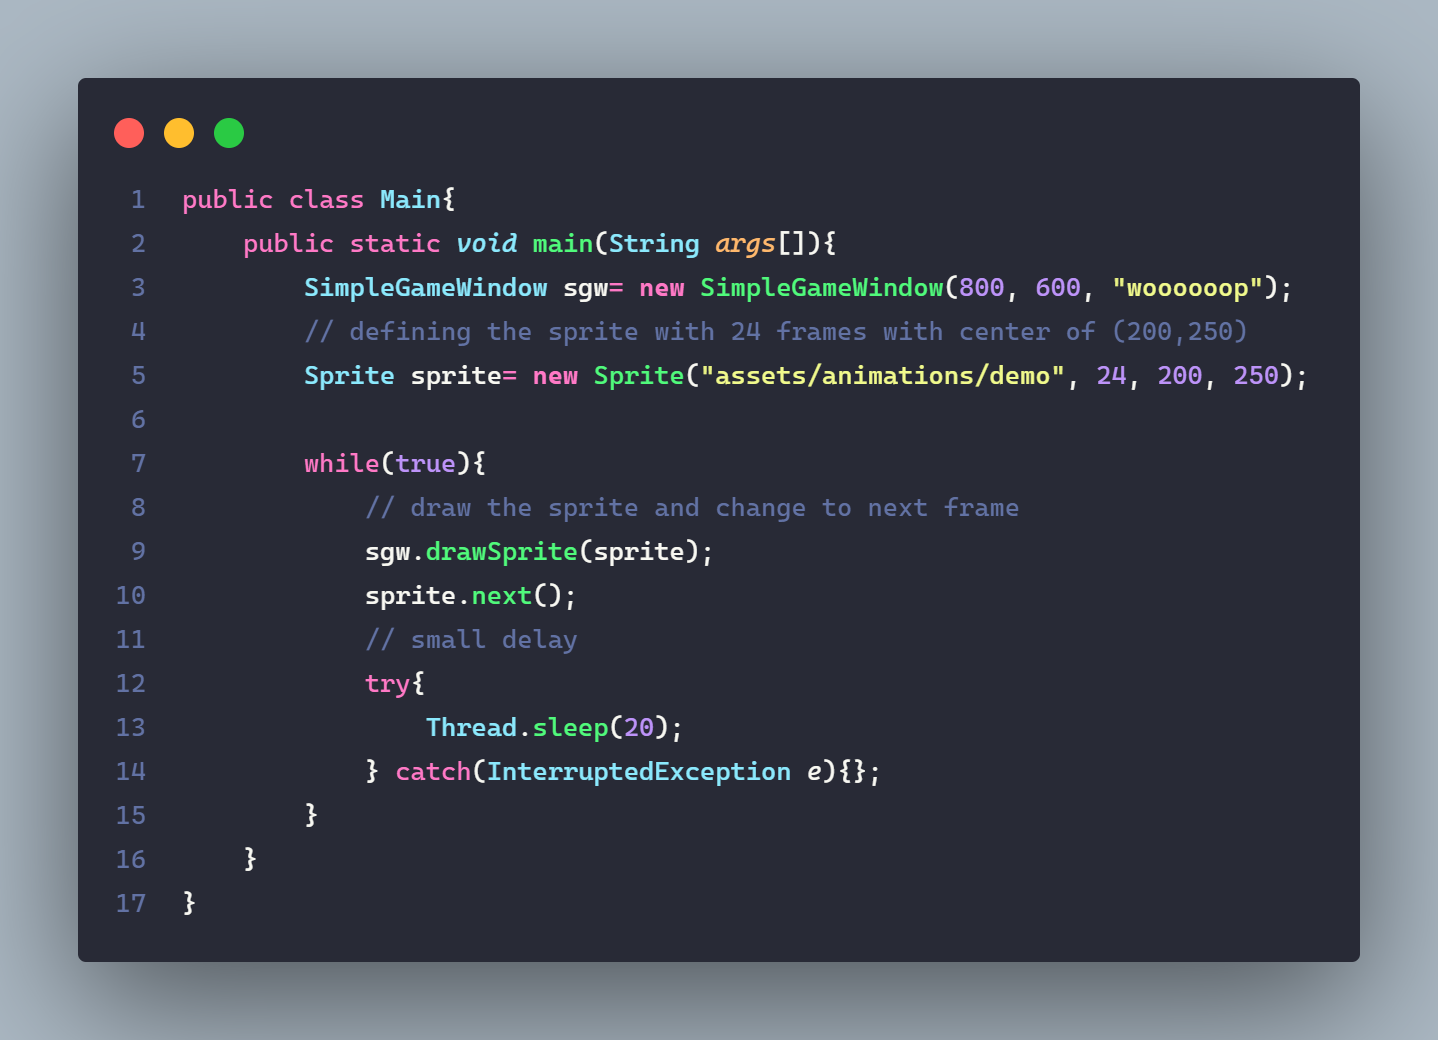 1 public class Main{
2     public static void main(String args[]){
3         SimpleGameWindow sgw= new SimpleGameWindow(800, 600, "woooooop");
4         // defining the sprite with 24 frames with center of (200,250)
5         Sprite sprite= new Sprite("assets/animations/demo", 24, 200, 250);
6
7         while(true){
8             // draw the sprite and change to next frame
9             sgw.drawSprite(sprite);
10             sprite.next();
11             // small delay
12             try{
13                 Thread.sleep(20);
14             } catch(InterruptedException e){};
15         }
16     }
17 }